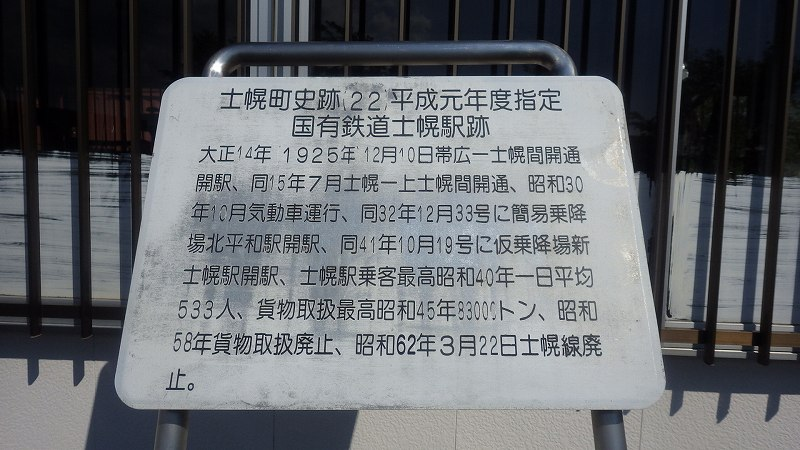 士幌町史跡(22)平成元年度指定
国有鉄道士幌駅跡
大正14年 1925年12月10日帯広ー士幌間開通
開駅、同15年7月士幌ー上士幌間開通、昭和30
年10月気動車運行、同32年12月33号に簡易乗降
場北平和駅開駅、同41年10月19号に仮乗降場新
士幌駅開駅、士幌駅乗客最高昭和40年一日平均
533人、貨物取扱最高昭和45年83000トン、昭和
58年貨物取扱廃止、昭和62年3月22日士幌線廃
止。